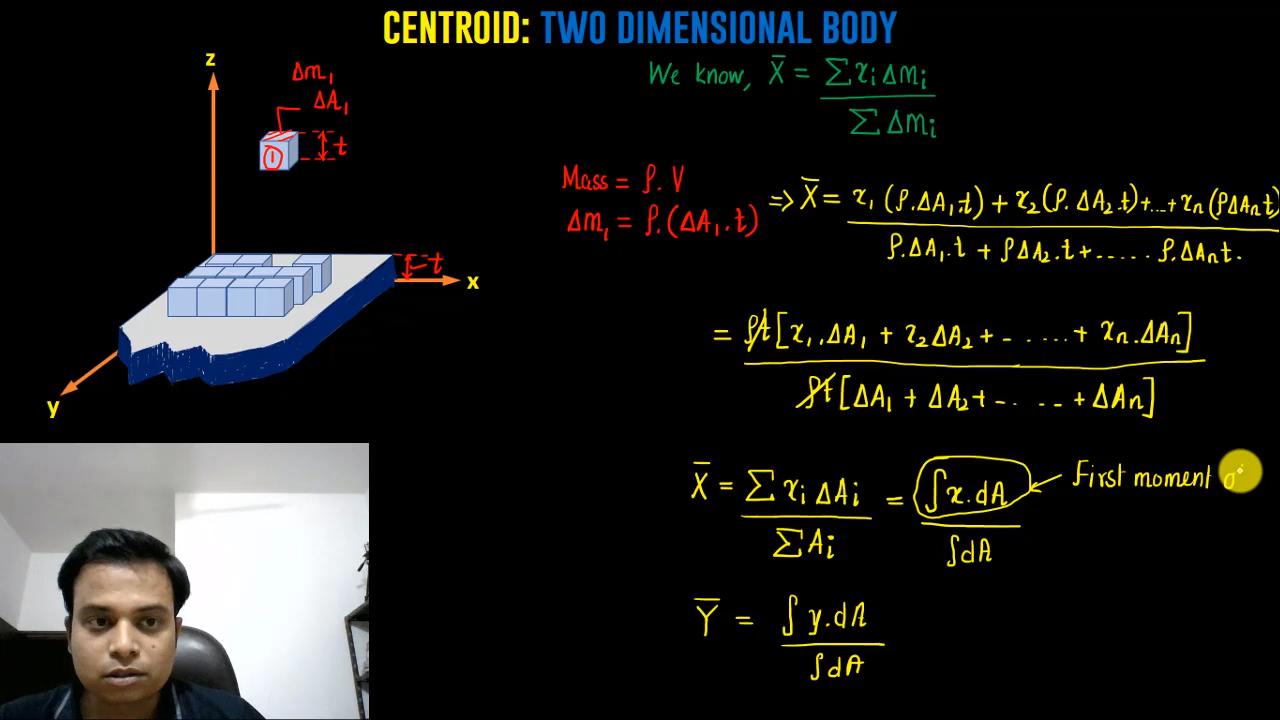 CENTROID: TWO DIMENSIONAL BODY
z
Δm₁
ΔA₁
①
t
t
x
y
We know, X̄ = Σ xᵢ Δmᵢ / Σ Δmᵢ
Mass = ρ. V
Δm₁ = ρ. (ΔA₁ . t)
⇒ X̄ = x₁ (ρ. ΔA₁. t) + x₂ (ρ. ΔA₂. t) + .... + xₙ (ρ ΔAₙ t) / ρ. ΔA₁. t + ρ ΔA₂. t + ...... ρ. ΔAₙ t.
= ρt [x₁. ΔA₁ + x₂ ΔA₂ + - . . . . + xₙ. ΔAₙ] / ρt [ΔA₁ + ΔA₂ + - . . . - + ΔAₙ]
X̄ = Σ xᵢ ΔAᵢ / Σ Aᵢ = ∫ x. dA / ∫ dA
First moment
Ȳ = ∫ y. dA / ∫ dA